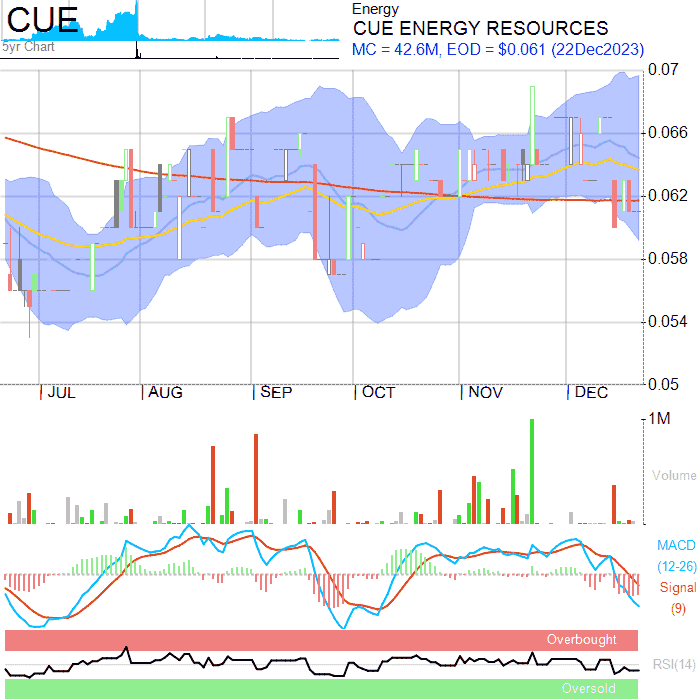 CUE
5yr Chart
Energy
CUE ENERGY RESOURCES
MC = 42.6M, EOD = $0.061 (22Dec2023)
0.07
0.066
0.062
0.058
0.054
0.05
JUL AUG SEP OCT NOV DEC
1M
Volume
MACD
(12-26)
Signal
(9)
Overbought
RSI(14)
Oversold